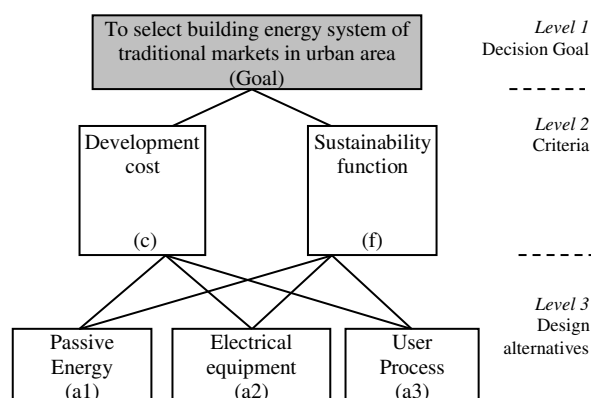 To select building energy system of
traditional markets in urban area
(Goal)
Level 1
Decision Goal
Development
cost
(c)
Sustainability
function
(f)
Level 2
Criteria
Passive
Energy
(a1)
Electrical
equipment
(a2)
User
Process
(a3)
Level 3
Design
alternatives